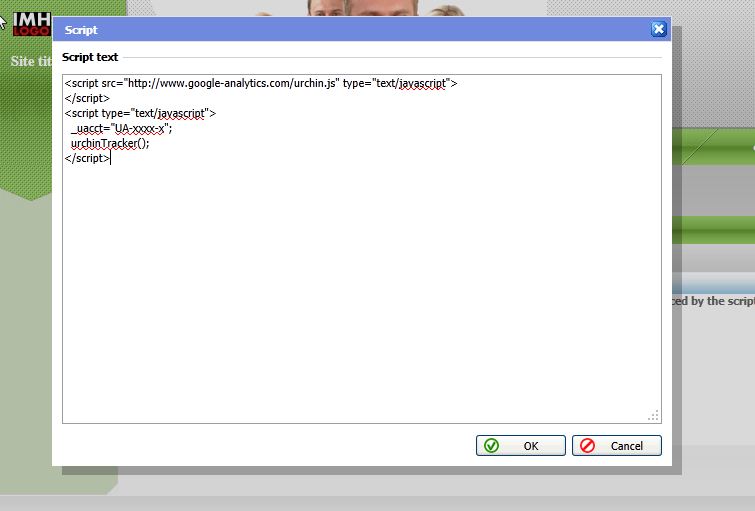 IMH
LOGO
Script
Site tit
Script text
<script src="http://www.google-analytics.com/urchin.js" type="text/javascript">
</script>
<script type="text/javascript">
_uacct="UA-xxxx-x";
urchinTracker();
</script>
ced by the script
OK
Cancel